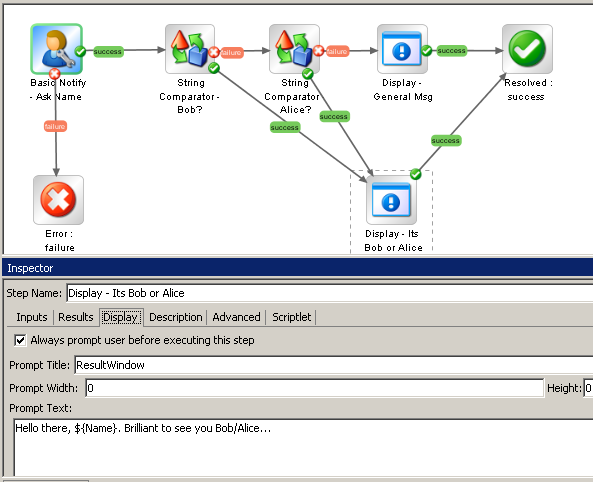 success
failure
failure
success
Basic Notify
- Ask Name
String
Comparator -
Bob?
String
Comparator
Alice?
Display -
General Msg
Resolved :
success
failure
success
success
success
Error :
failure
Display - Its
Bob or Alice
Inspector
Step Name: Display - Its Bob or Alice
Inputs Results Display Description Advanced Scriptlet
Always prompt user before executing this step
Prompt Title: ResultWindow
Prompt Width: 0 Height: 0
Prompt Text:
Hello there, ${Name}. Brilliant to see you Bob/Alice...